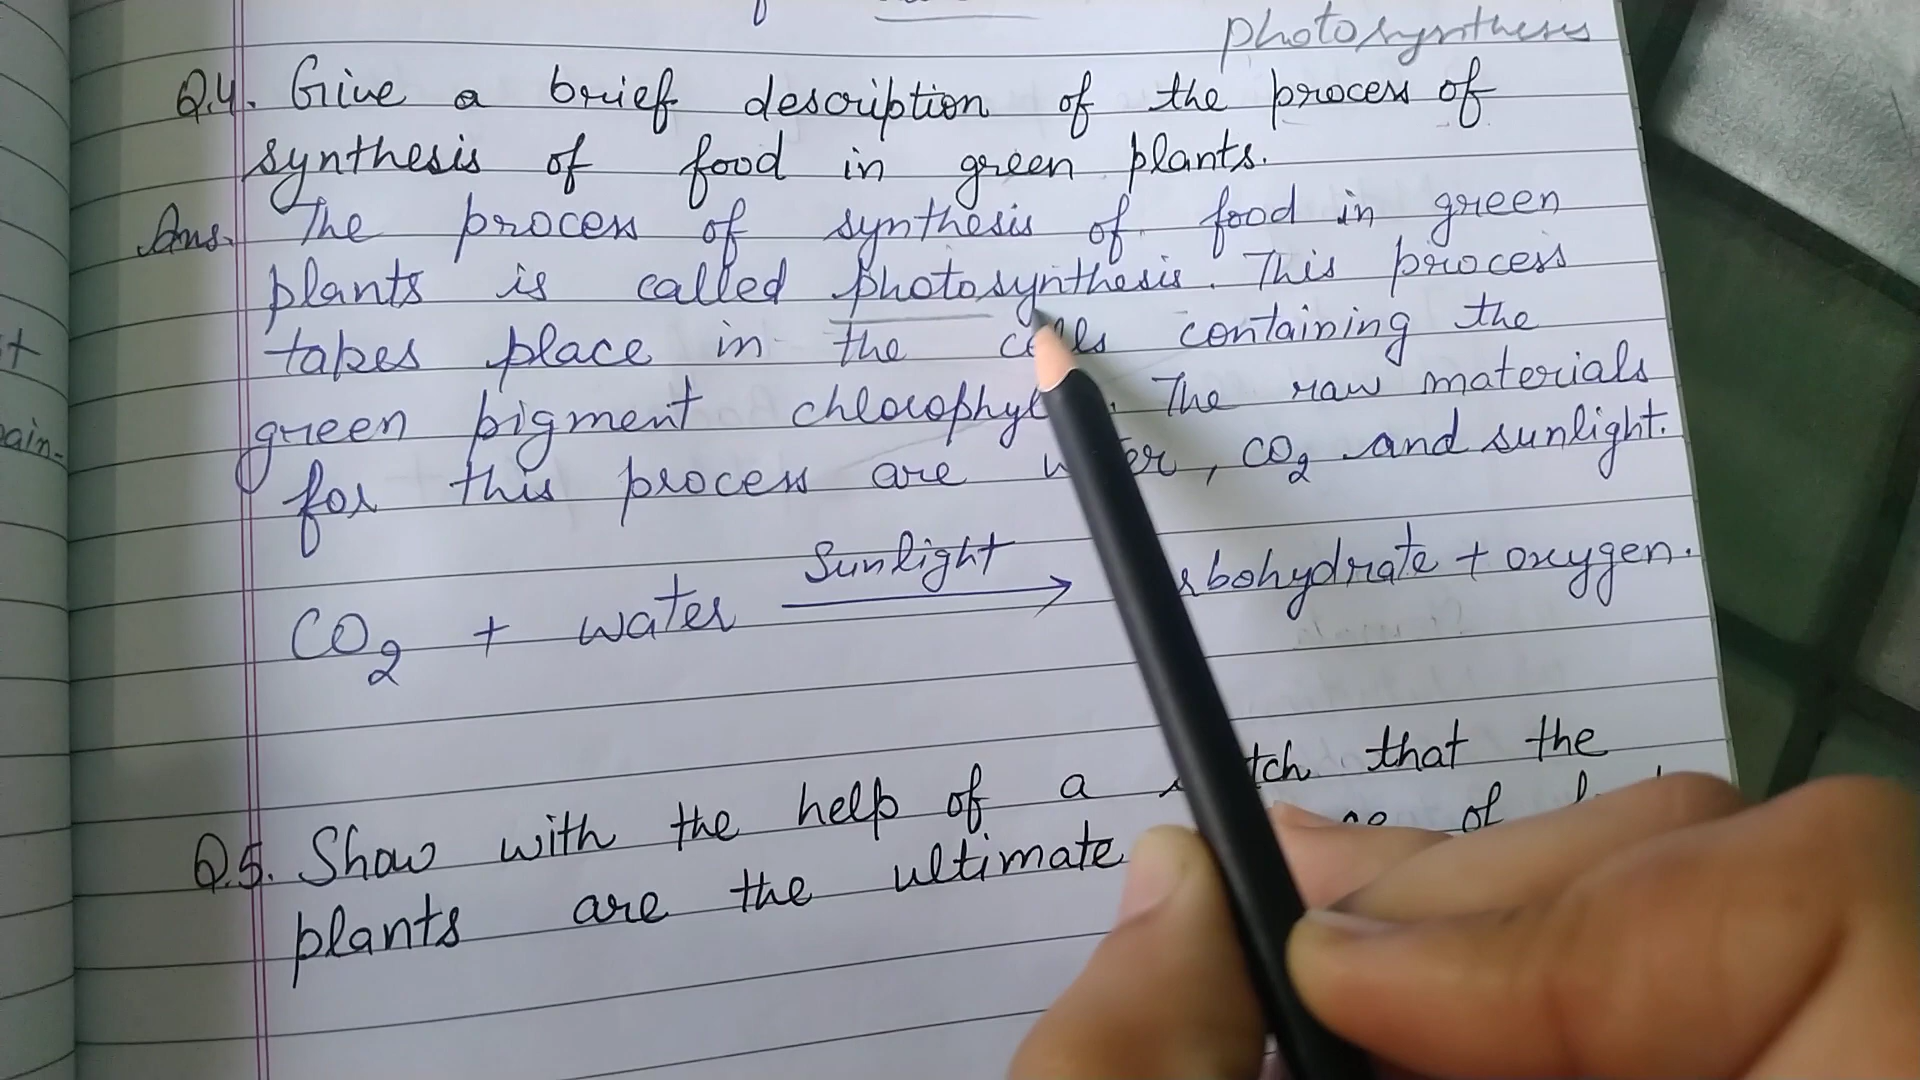 photosynthesis
Q.4. Give a brief description of the process of
synthesis of food in green plants.
Ans. The process of synthesis of food in green
plants is called photosynthesis. This process
takes place in the cells containing the
green pigment . The raw materials
for this process are , CO2 and sunlight.
Sunlight
CO2 + water → + oxygen.
Q.5. Show with the help of a that the
plants are the ultimate